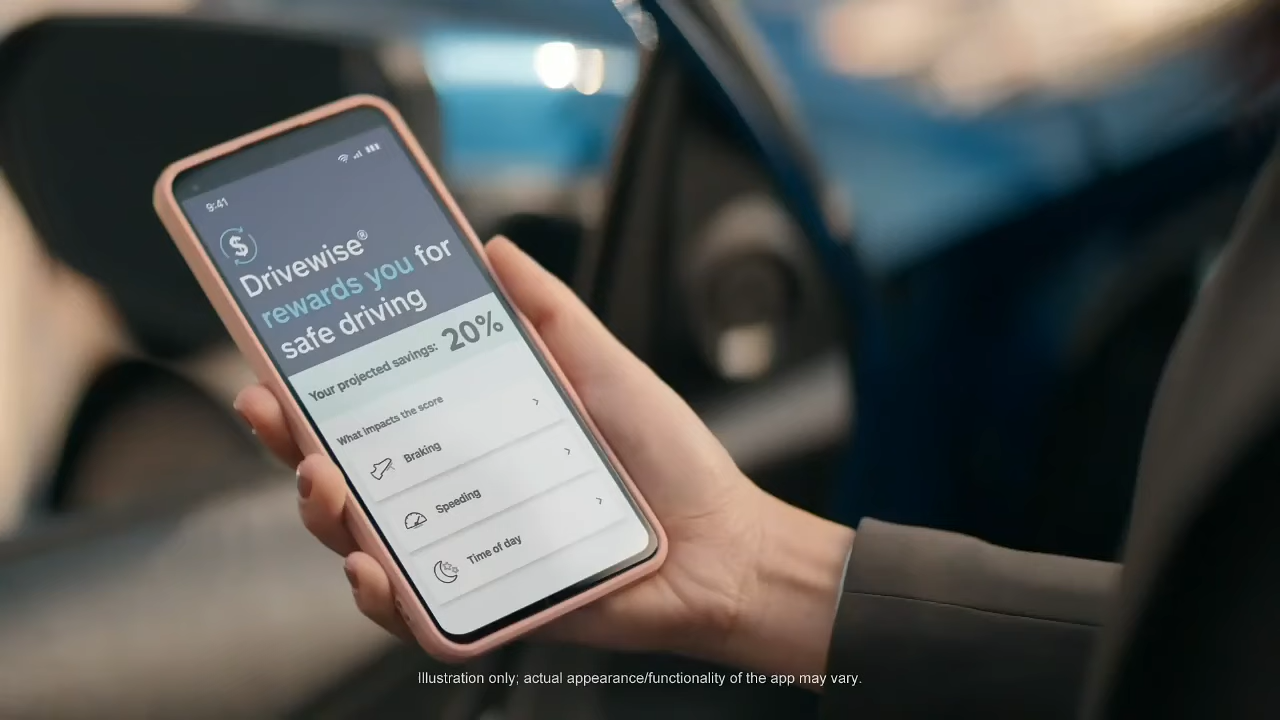 9:41
$
Drivewise®
rewards you for
safe driving
Your projected savings: 20%
What impacts the score
Braking
Speeding
Time of day
Illustration only; actual appearance/functionality of the app may vary.